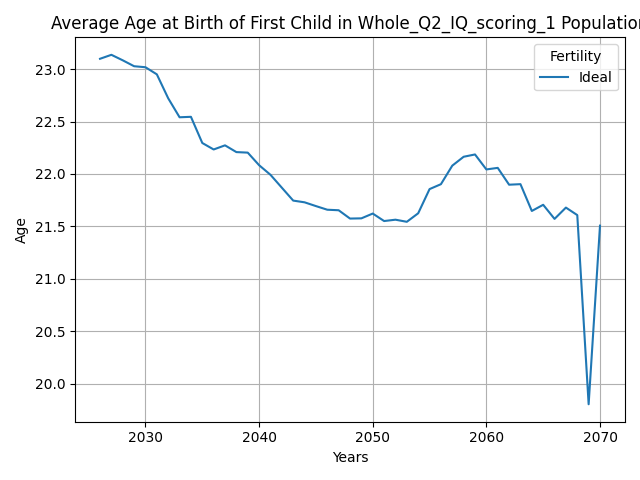 Average Age at Birth of First Child in Whole_Q2_IQ_scoring_1 Population
Fertility
Ideal
23.0
22.5
22.0
21.5
21.0
20.5
20.0
Age
2030 2040 2050 2060 2070
Years